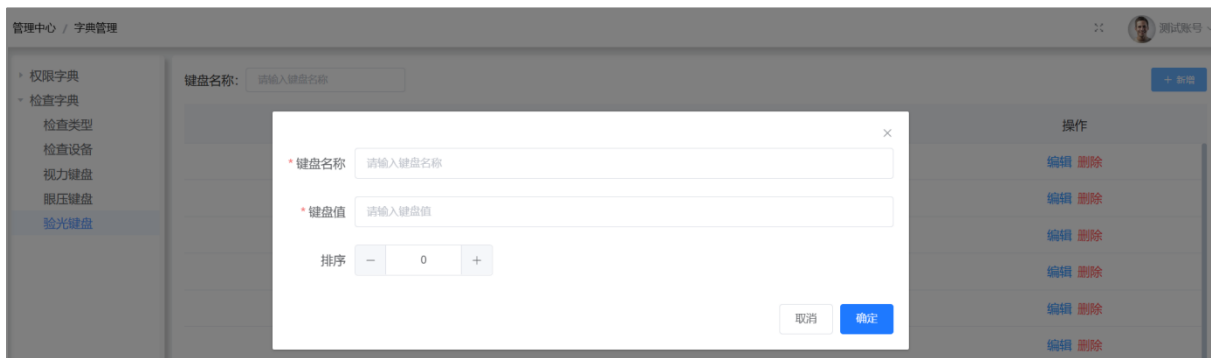 管理中心 / 字典管理
测试账号
权限字典
检查字典
检查类型
检查设备
视力键盘
眼压键盘
验光键盘
键盘名称: 请输入键盘名称
+ 新增
操作
编辑 删除
编辑 删除
编辑 删除
编辑 删除
编辑 删除
编辑 删除
* 键盘名称 请输入键盘名称
* 键盘值 请输入键盘值
排序 − 0 +
取消 确定